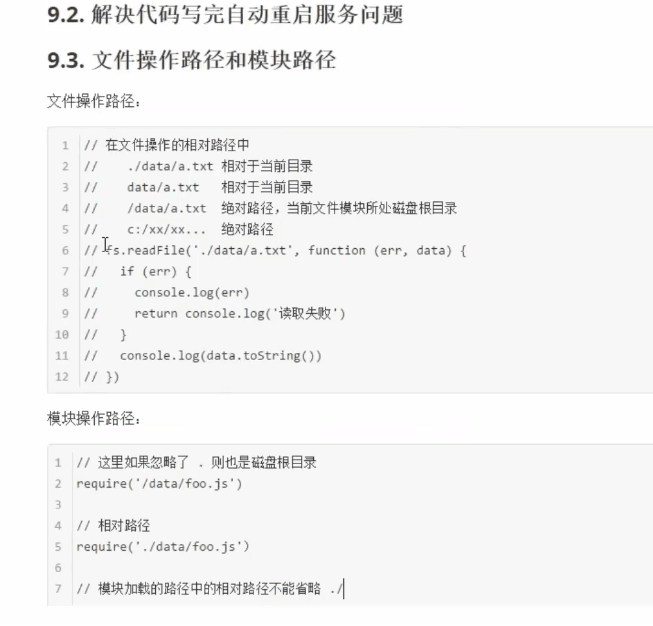 9.2. 解决代码写完自动重启服务问题
9.3. 文件操作路径和模块路径
文件操作路径：
1 // 在文件操作的相对路径中
2 //    ./data/a.txt 相对于当前目录
3 //    data/a.txt   相对于当前目录
4 //    /data/a.txt  绝对路径，当前文件模块所处磁盘根目录
5 //    c:/xx/xx...  绝对路径
6 // fs.readFile('./data/a.txt', function (err, data) {
7 //   if (err) {
8 //     console.log(err)
9 //     return console.log('读取失败')
10 //   }
11 //   console.log(data.toString())
12 // })
模块操作路径：
1 // 这里如果忽略了 . 则也是磁盘根目录
2 require('/data/foo.js')
3
4 // 相对路径
5 require('./data/foo.js')
6
7 // 模块加载的路径中的相对路径不能省略 ./